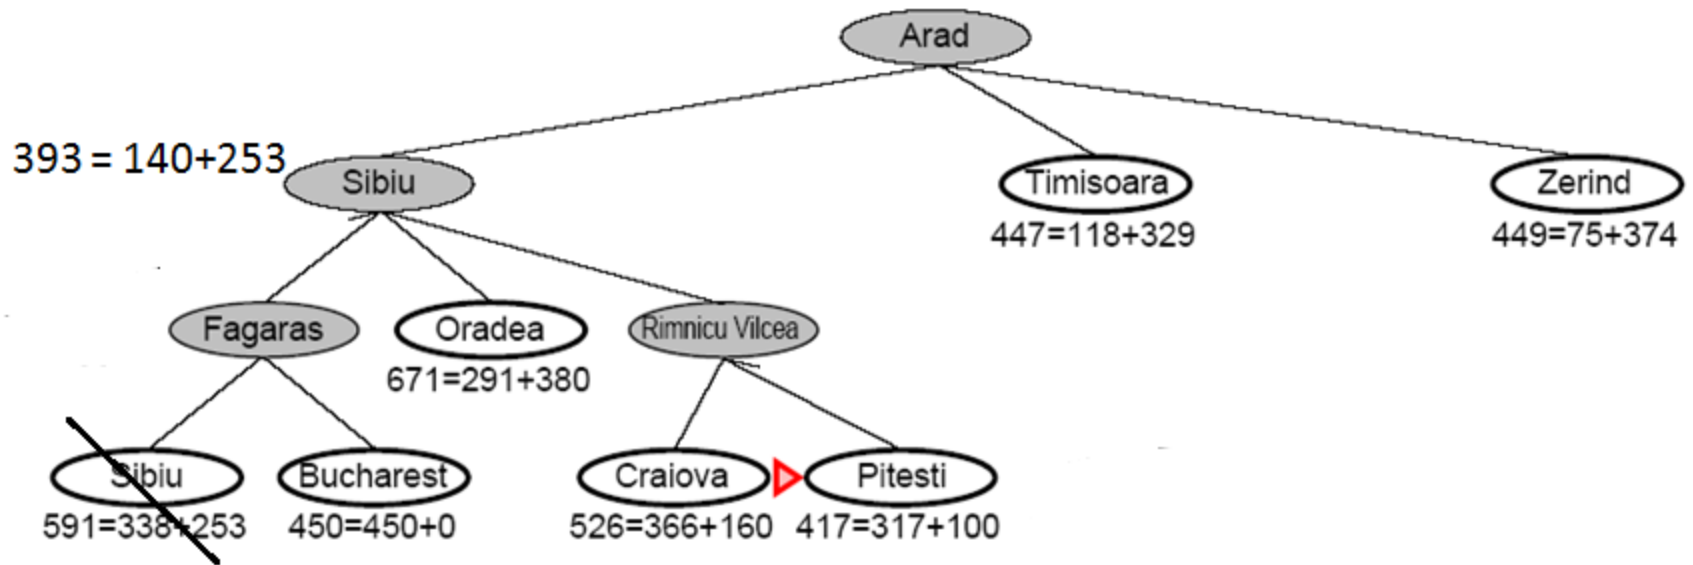 Arad
393 = 140+253
Sibiu
Timisoara
Zerind
447=118+329
449=75+374
Fagaras
Oradea
Rimnicu Vilcea
671=291+380
Sibiu
Bucharest
Craiova
Pitesti
591=338+253
450=450+0
526=366+160
417=317+100